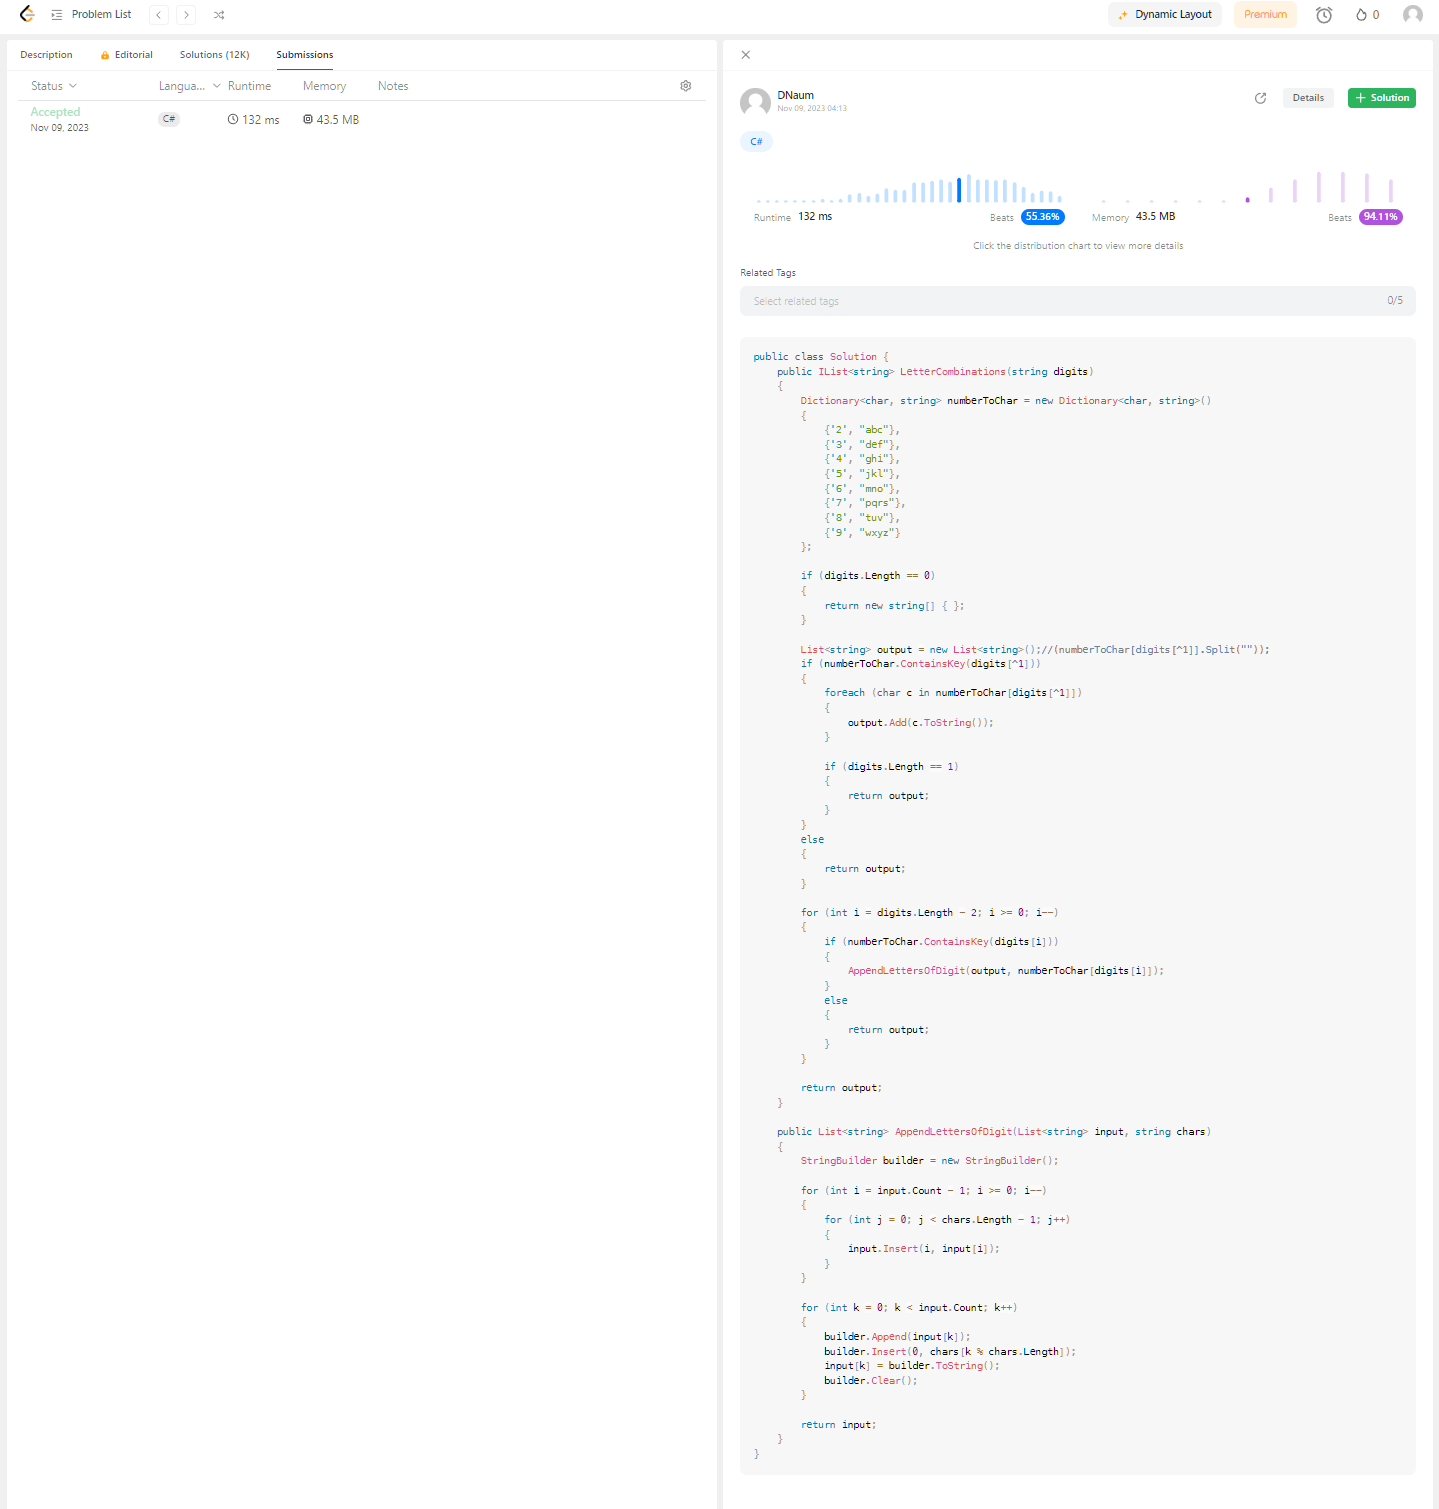 Problem List
Dynamic Layout
Premium
0
Description
Editorial
Solutions (12K)
Submissions
Status
Langua...
Runtime
Memory
Notes
Accepted
Nov 09, 2023
C#
132 ms
43.5 MB
DNaum
Nov 09, 2023 04:13
Details
+ Solution
C#
Runtime 132 ms
Beats 55.36%
Memory 43.5 MB
Beats 94.11%
Click the distribution chart to view more details
Related Tags
Select related tags
0/5
public class Solution {
    public IList<string> LetterCombinations(string digits)
    {
        Dictionary<char, string> numberToChar = new Dictionary<char, string>()
        {
            {'2', "abc"},
            {'3', "def"},
            {'4', "ghi"},
            {'5', "jkl"},
            {'6', "mno"},
            {'7', "pqrs"},
            {'8', "tuv"},
            {'9', "wxyz"}
        };

        if (digits.Length == 0)
        {
            return new string[] { };
        }

        List<string> output = new List<string>();//(numberToChar[digits[^1]].Split(""));
        if (numberToChar.ContainsKey(digits[^1]))
        {
            foreach (char c in numberToChar[digits[^1]])
            {
                output.Add(c.ToString());
            }

            if (digits.Length == 1)
            {
                return output;
            }
        }
        else
        {
            return output;
        }

        for (int i = digits.Length - 2; i >= 0; i--)
        {
            if (numberToChar.ContainsKey(digits[i]))
            {
                AppendLettersOfDigit(output, numberToChar[digits[i]]);
            }
            else
            {
                return output;
            }
        }

        return output;
    }

    public List<string> AppendLettersOfDigit(List<string> input, string chars)
    {
        StringBuilder builder = new StringBuilder();

        for (int i = input.Count - 1; i >= 0; i--)
        {
            for (int j = 0; j < chars.Length - 1; j++)
            {
                input.Insert(i, input[i]);
            }
        }

        for (int k = 0; k < input.Count; k++)
        {
            builder.Append(input[k]);
            builder.Insert(0, chars[k % chars.Length]);
            input[k] = builder.ToString();
            builder.Clear();
        }

        return input;
    }
}